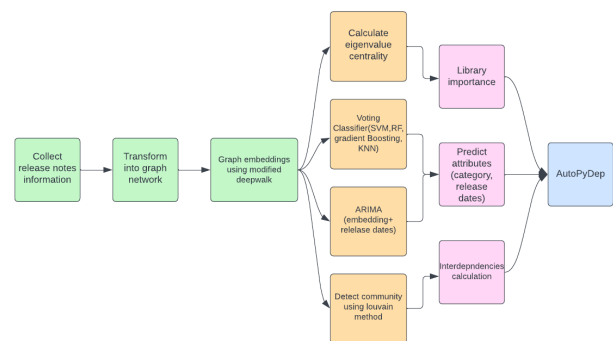 Collect
release notes
information
Transform
into graph
network
Graph embeddings
using modified
deepwalk
Calculate
eigenvalue
centrality
Voting
Classifier(SVM,RF,
gradient Boosting,
KNN)
ARIMA
(embedding+
relelase dates)
Detect community
using louvain
method
Library
importance
Predict
attributes
(category,
release
dates)
Interdepndencies
calculation
AutoPyDep